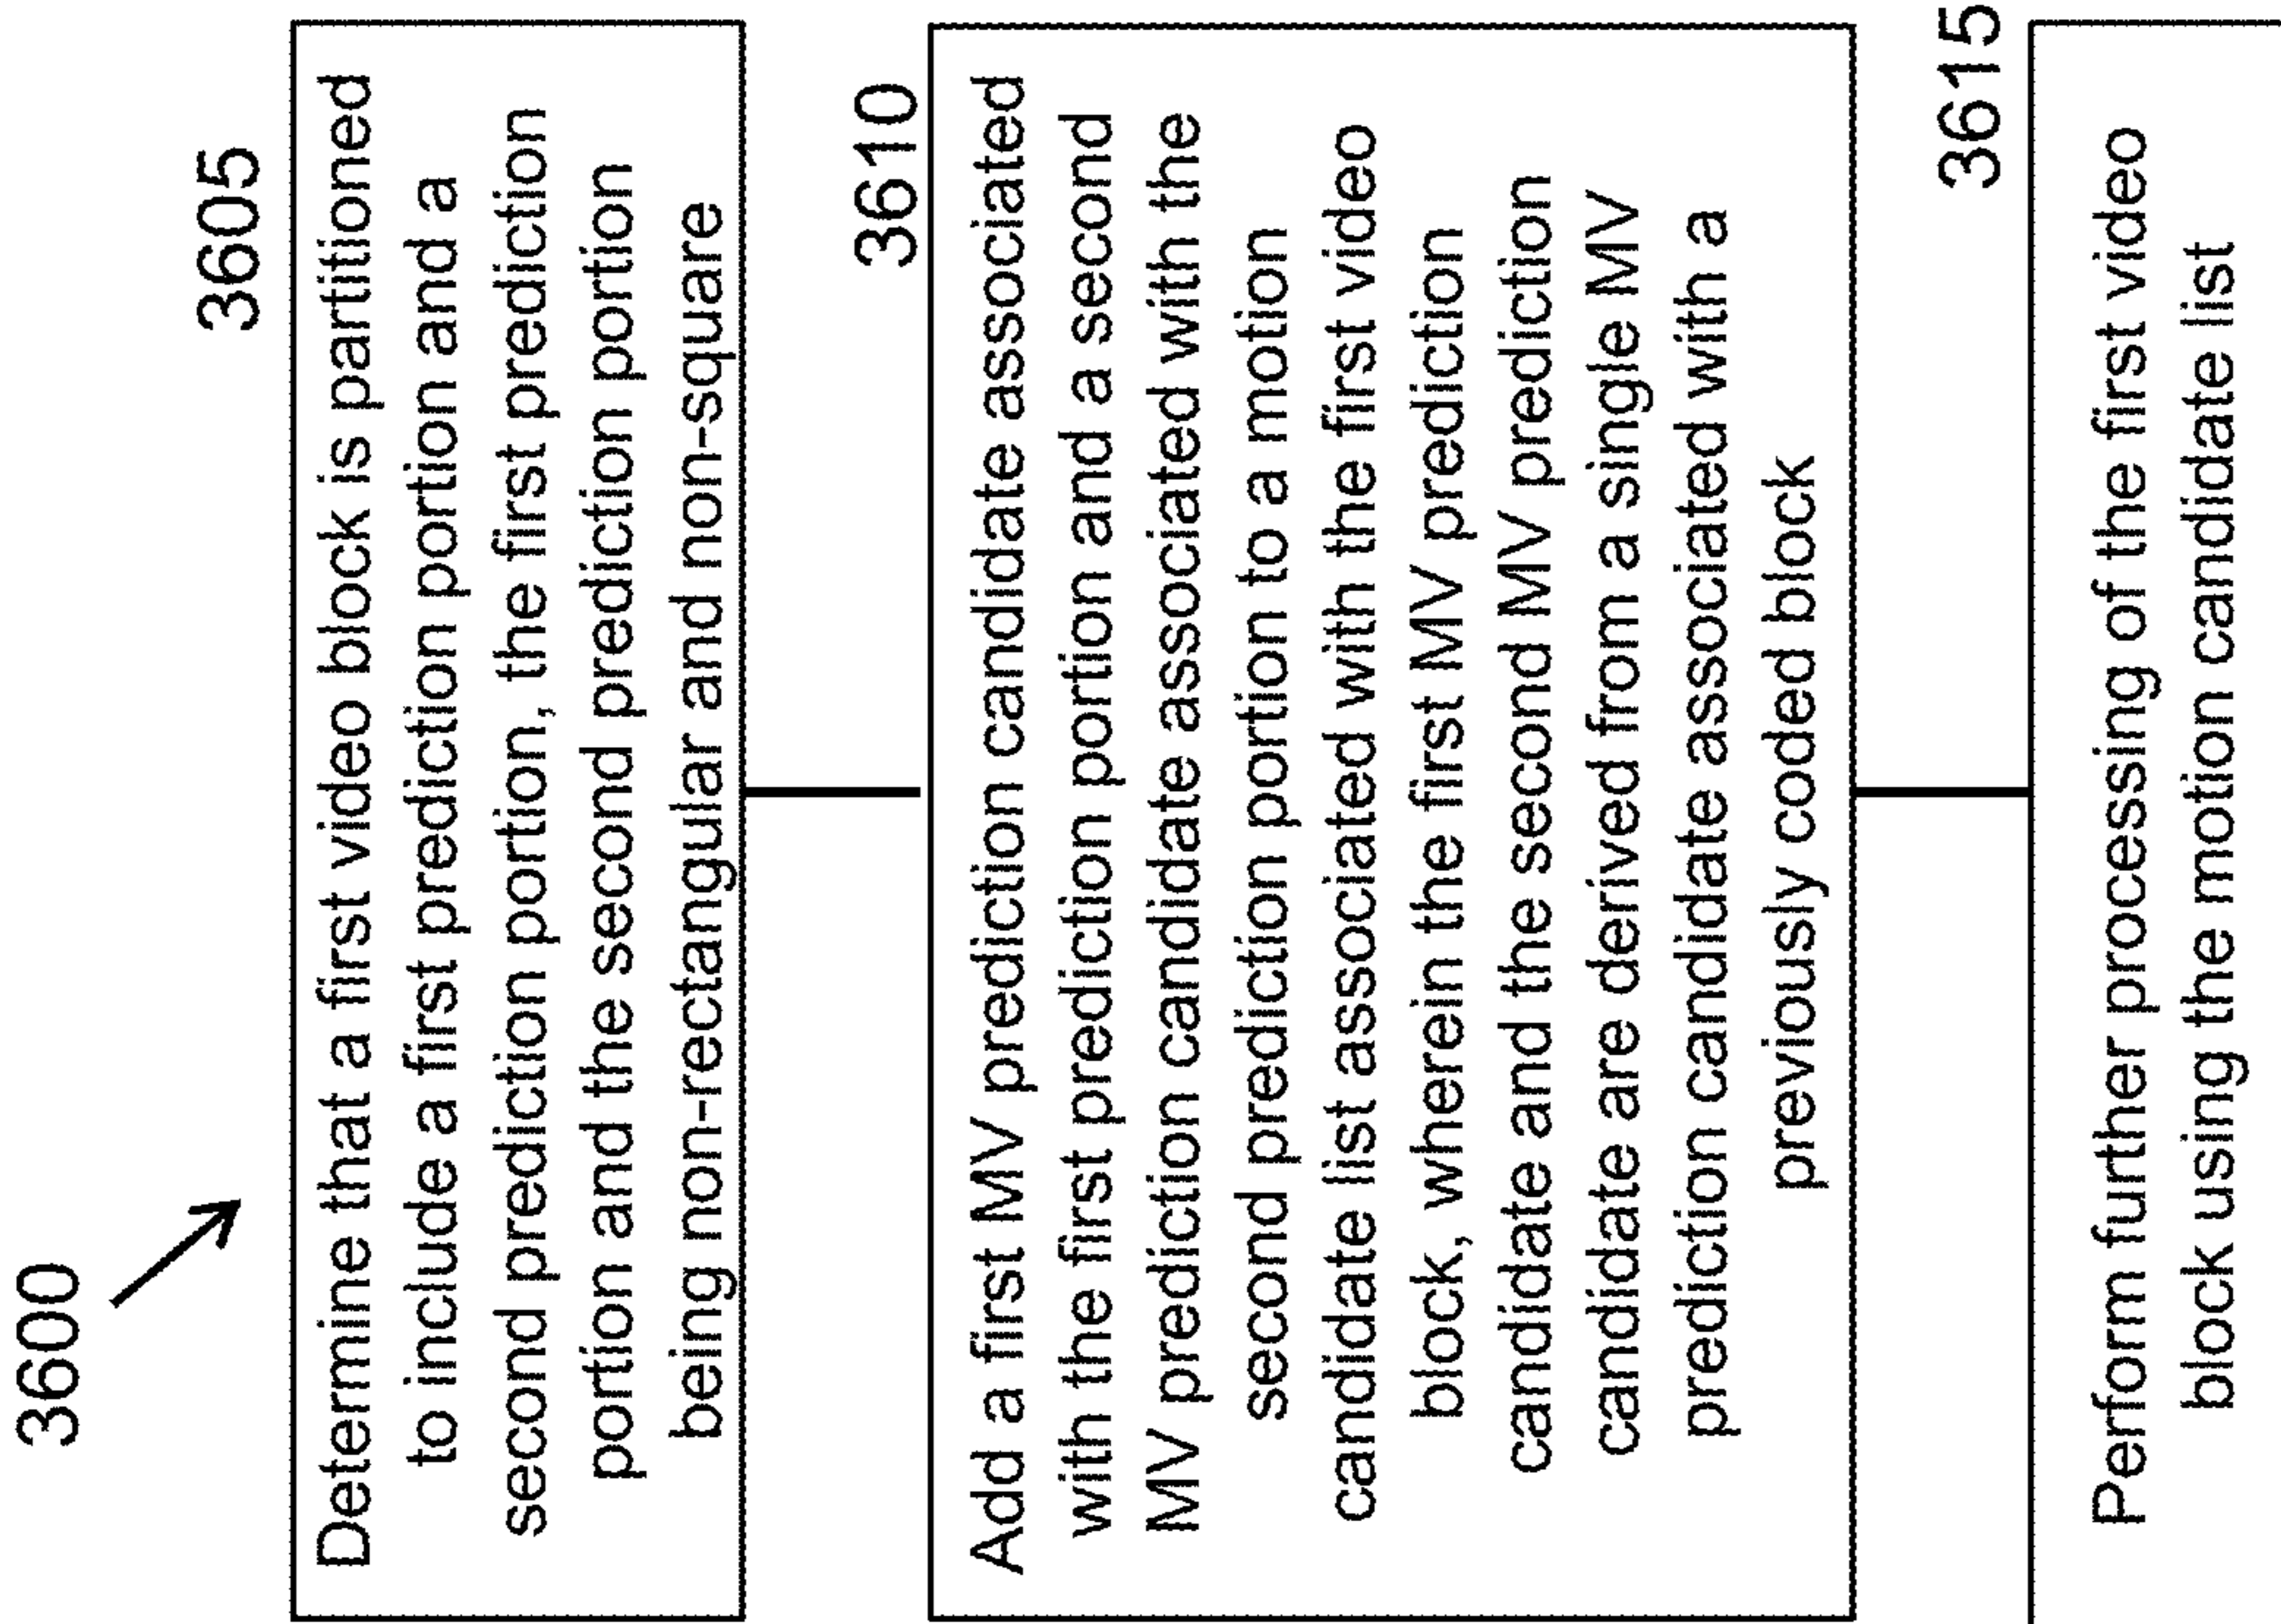 3600
3605
Determine that a first video block is partitioned
to include a first prediction portion and a
second prediction portion, the first prediction
portion and the second prediction portion
being non-rectangular and non-square
3610
Add a first MV prediction candidate associated
with the first prediction portion and a second
MV prediction candidate associated with the
second prediction portion to a motion
candidate list associated with the first video
block, wherein the first MV prediction
candidate and the second MV prediction
candidate are derived from a single MV
prediction candidate associated with a
previously coded block
3615
Perform further processing of the first video
block using the motion candidate list